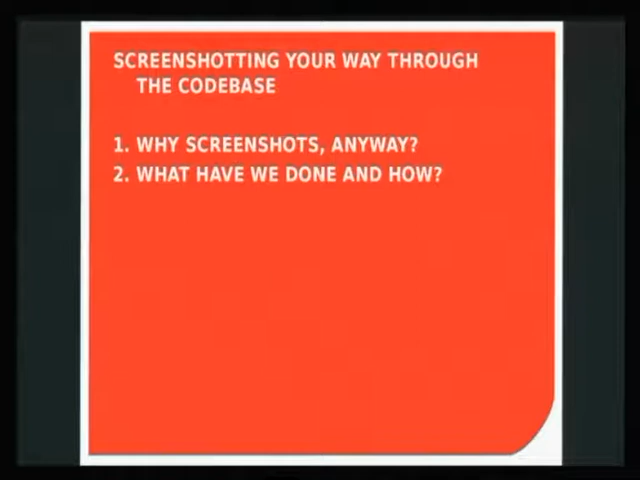 SCREENSHOTTING YOUR WAY THROUGH
THE CODEBASE
1. WHY SCREENSHOTS, ANYWAY?
2. WHAT HAVE WE DONE AND HOW?